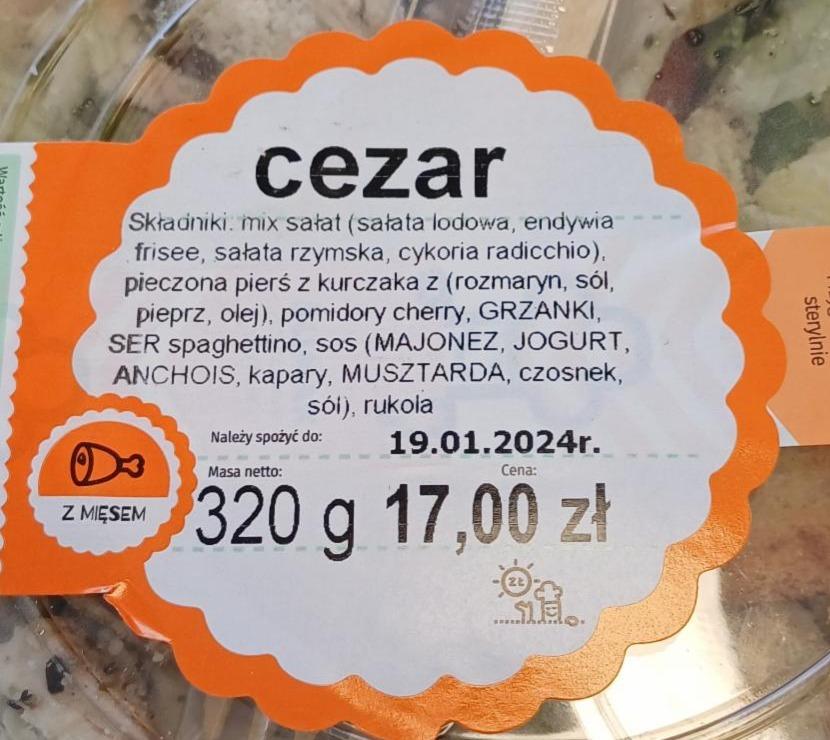 cezar
Składniki: mix sałat (sałata lodowa, endywia
frisee, sałata rzymska, cykoria radicchio),
pieczona pierś z kurczaka z (rozmaryn, sól,
pieprz, olej), pomidory cherry, GRZANKI,
SER spaghettino, sos (MAJONEZ, JOGURT,
ANCHOIS, kapary, MUSZTARDA, czosnek,
sól), rukola
Należy spożyć do: 19.01.2024r.
Masa netto: Cena:
320 g 17,00 zł
Z MIĘSEM
ZŁ
sterylnie